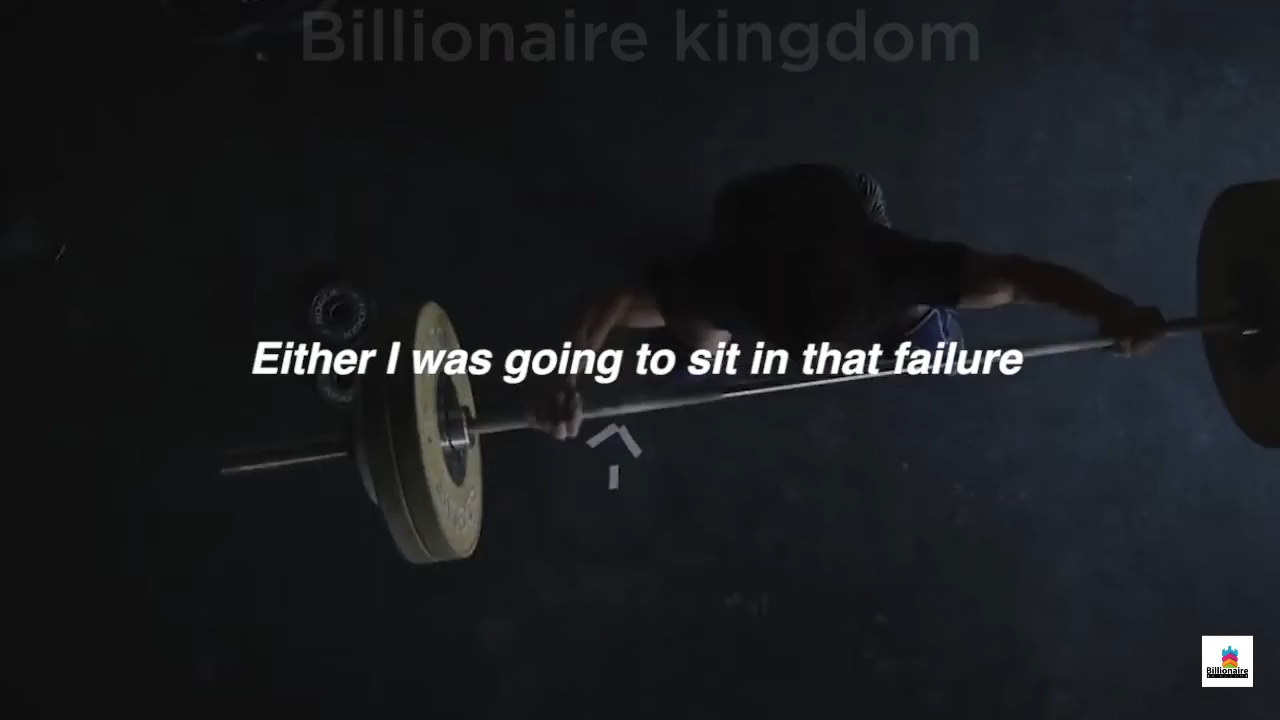 Billionaire kingdom
Either I was going to sit in that failure
Billionaire